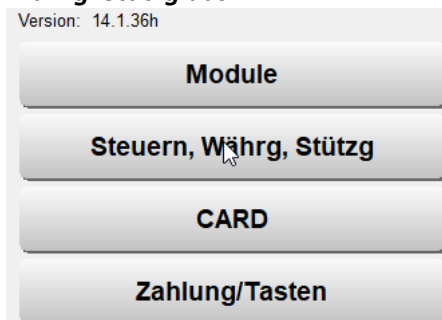 Version: 14.1.36h
Module
Steuern, Währg, Stützg
CARD
Zahlung/Tasten